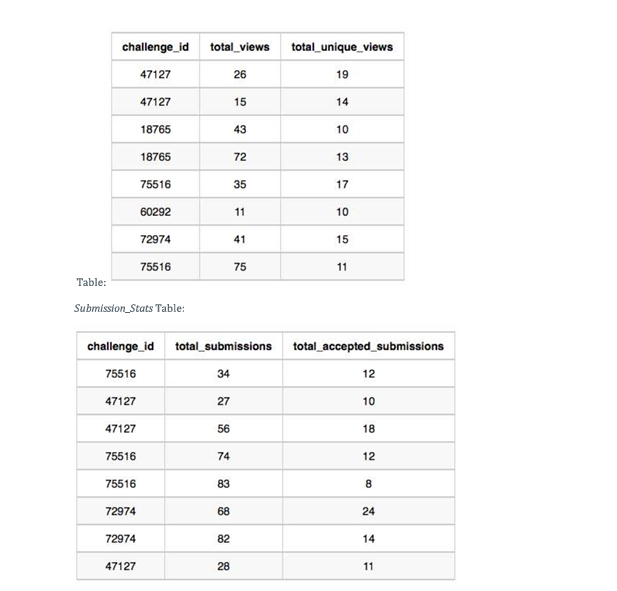 challenge_id total_views total_unique_views
47127 26 19
47127 15 14
18765 43 10
18765 72 13
75516 35 17
60292 11 10
72974 41 15
75516 75 11
Table:
Submission_Stats Table:
challenge_id total_submissions total_accepted_submissions
75516 34 12
47127 27 10
47127 56 18
75516 74 12
75516 83 8
72974 68 24
72974 82 14
47127 28 11